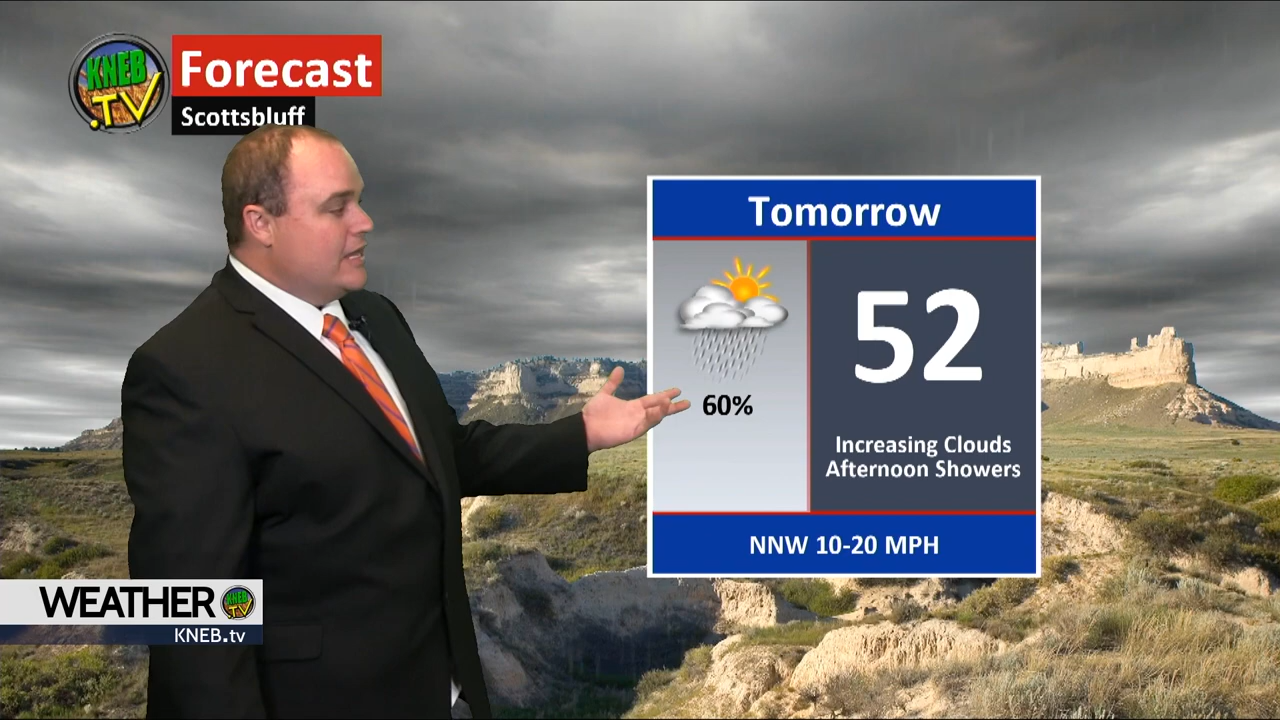 KNEB
.TV
Forecast
Scottsbluff
Tomorrow
60%
52
Increasing Clouds
Afternoon Showers
NNW 10-20 MPH
WEATHER
KNEB
.TV
KNEB.tv